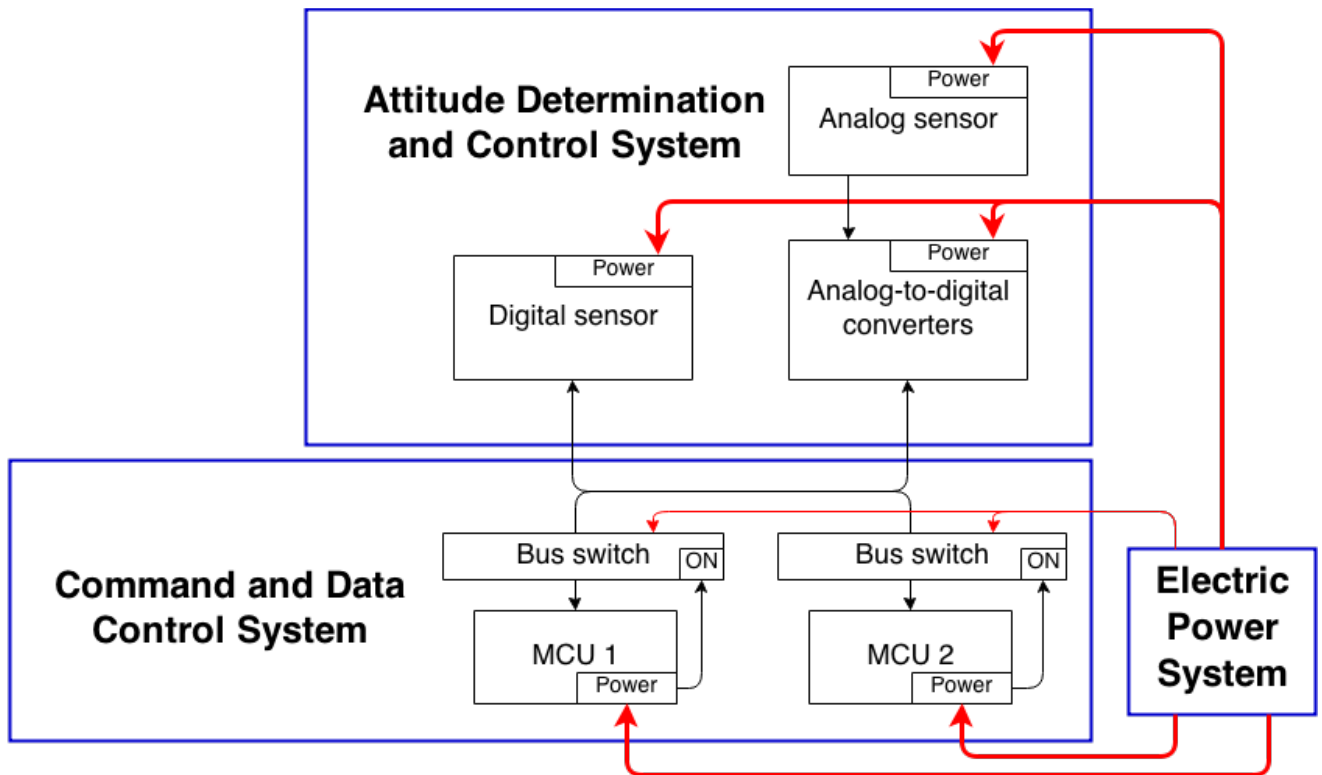 Power
Attitude Determination
and Control System
Analog sensor
Power
Power
Analog-to-digital
converters
Digital sensor
Bus switch
ON
Bus switch
ON
Command and Data
Control System
Electric
Power
System
MCU 1
Power
MCU 2
Power